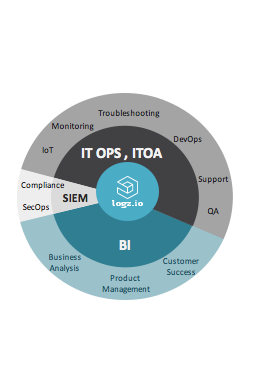 Troubleshooting
Monitoring
DevOps
IoT
IT OPS , ITOA
Support
Compliance
SIEM
SecOps
logz.io
QA
BI
Business
Analysis
Customer
Success
Product
Management